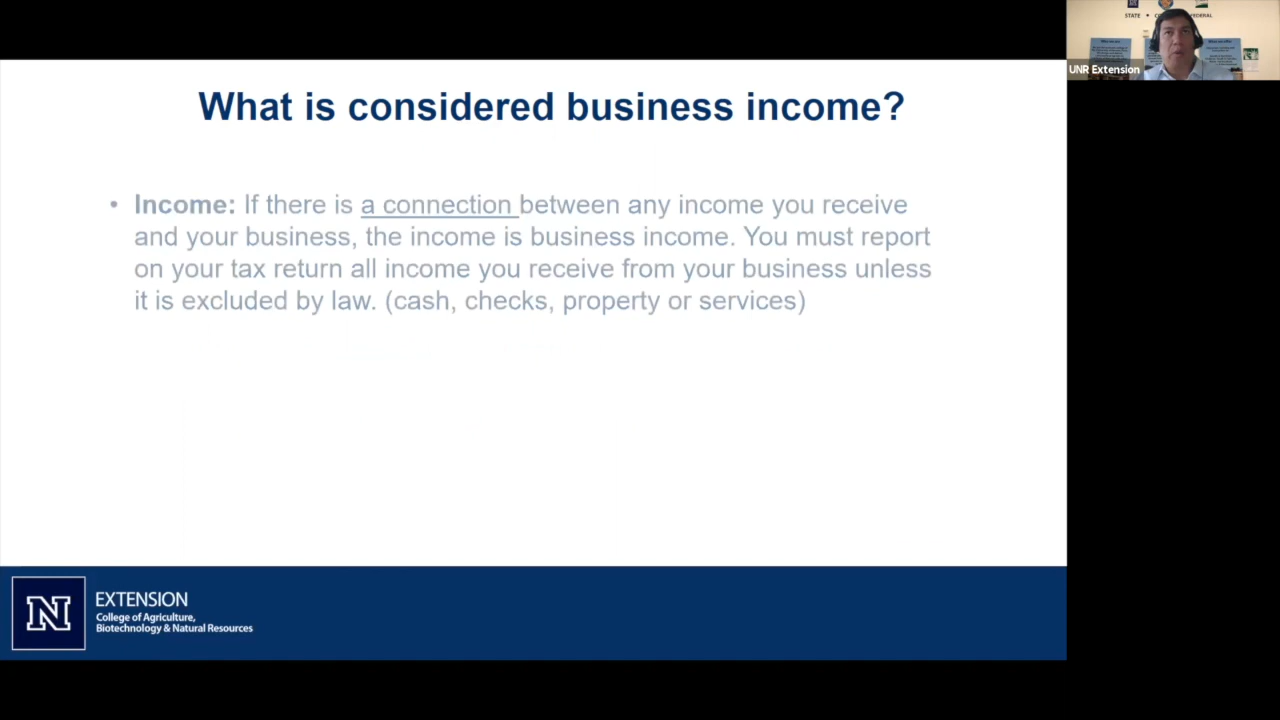 STATE
FEDERAL
UNR Extension
What is considered business income?
• Income: If there is a connection between any income you receive
and your business, the income is business income. You must report
on your tax return all income you receive from your business unless
it is excluded by law. (cash, checks, property or services)
N
EXTENSION
College of Agriculture,
Biotechnology & Natural Resources